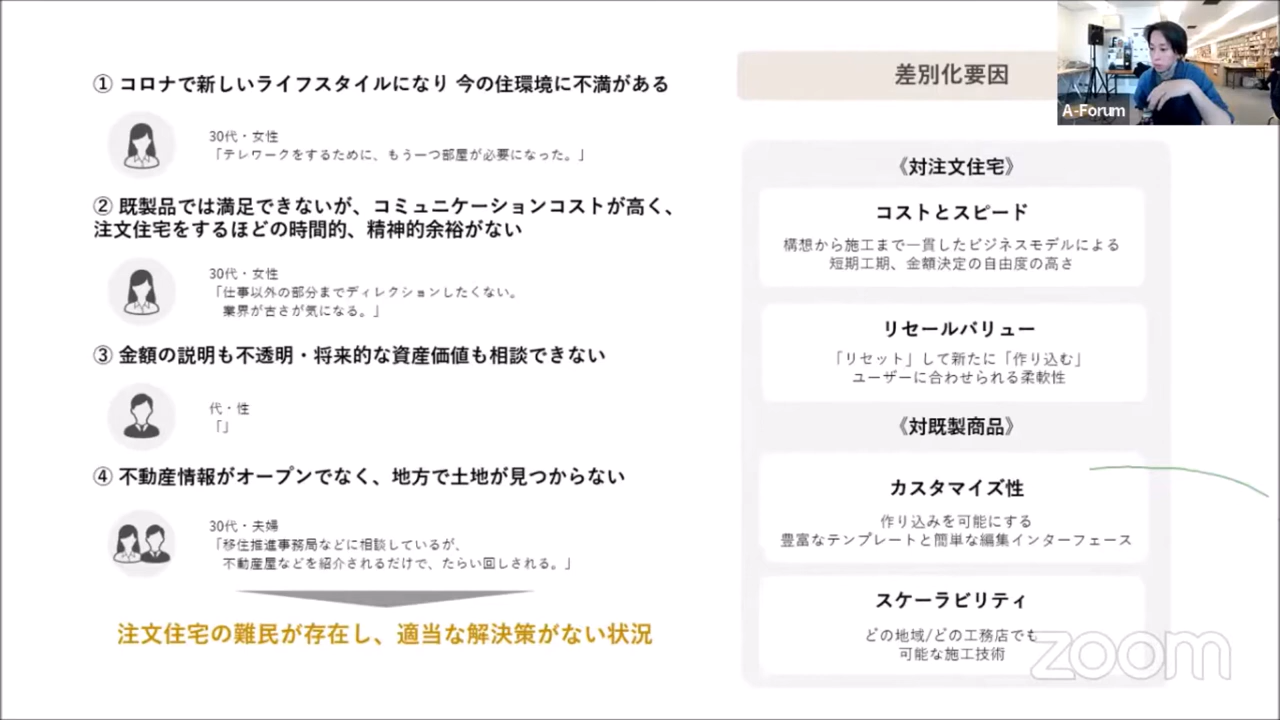 ① コロナで新しいライフスタイルになり 今の住環境に不満がある
30代・女性
「テレワークをするために、もう一つ部屋が必要になった。」
② 既製品では満足できないが、コミュニケーションコストが高く、
注文住宅をするほどの時間的、精神的余裕がない
30代・女性
「仕事以外の部分までディレクションしたくない。
業界が古さが気になる。」
③ 金額の説明も不透明・将来的な資産価値も相談できない
代・性
「」
④ 不動産情報がオープンでなく、地方で土地が見つからない
30代・夫婦
「移住推進事務局などに相談しているが、
不動産屋などを紹介されるだけで、たらい回しされる。」
注文住宅の難民が存在し、適当な解決策がない状況
差別化要因
《対注文住宅》
コストとスピード
構想から施工まで一貫したビジネスモデルによる
短期工期、金額決定の自由度の高さ
リセールバリュー
「リセット」して新たに「作り込む」
ユーザーに合わせられる柔軟性
《対既製商品》
カスタマイズ性
作り込みを可能にする
豊富なテンプレートと簡単な編集インターフェース
スケーラビリティ
どの地域/どの工務店でも
可能な施工技術
A-Forum
zoom